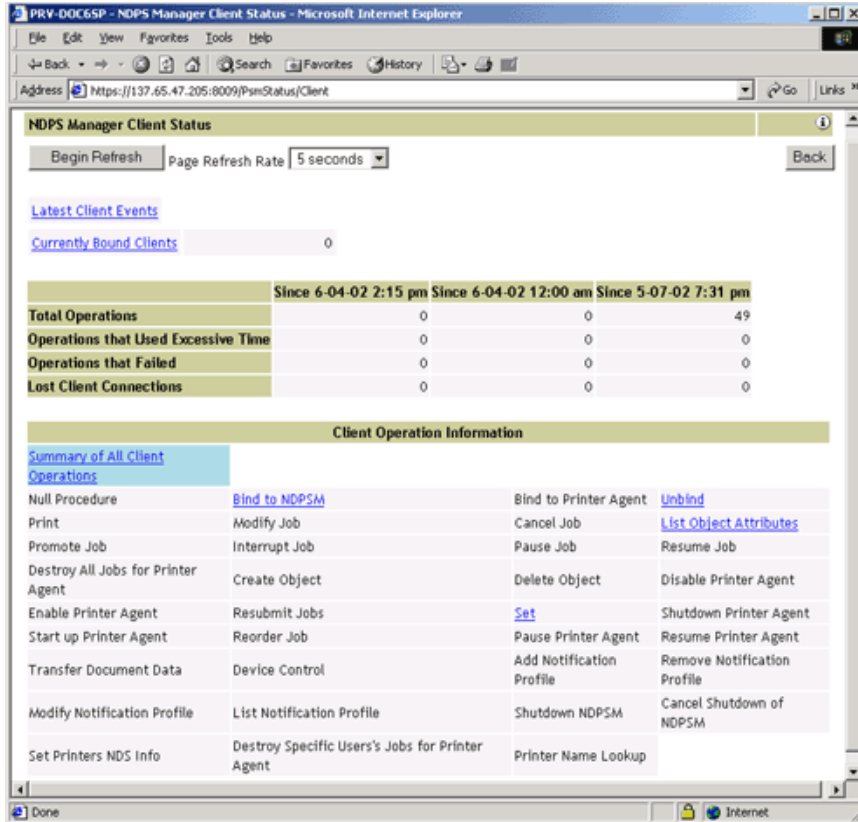 PRV-DOC6SP - NDPS Manager Client Status - Microsoft Internet Explorer
File Edit View Favorites Tools Help
Back Search Favorites History
Address https://137.65.47.205:8009/PsmStatus/Client Go Links »
NDPS Manager Client Status
Begin Refresh Page Refresh Rate 5 seconds Back
Latest Client Events
Currently Bound Clients 0
Since 6-04-02 2:15 pm Since 6-04-02 12:00 am Since 5-07-02 7:31 pm
Total Operations 0 0 49
Operations that Used Excessive Time 0 0 0
Operations that Failed 0 0 0
Lost Client Connections 0 0 0
Client Operation Information
Summary of All Client
Operations
Null Procedure Bind to NDPSM Bind to Printer Agent Unbind
Print Modify Job Cancel Job List Object Attributes
Promote Job Interrupt Job Pause Job Resume Job
Destroy All Jobs for Printer
Agent Create Object Delete Object Disable Printer Agent
Enable Printer Agent Resubmit Jobs Set Shutdown Printer Agent
Start up Printer Agent Reorder Job Pause Printer Agent Resume Printer Agent
Transfer Document Data Device Control Add Notification
Profile Remove Notification
Profile
Modify Notification Profile List Notification Profile Shutdown NDPSM Cancel Shutdown of
NDPSM
Set Printers NDS Info Destroy Specific Users's Jobs for Printer
Agent Printer Name Lookup
Done Internet